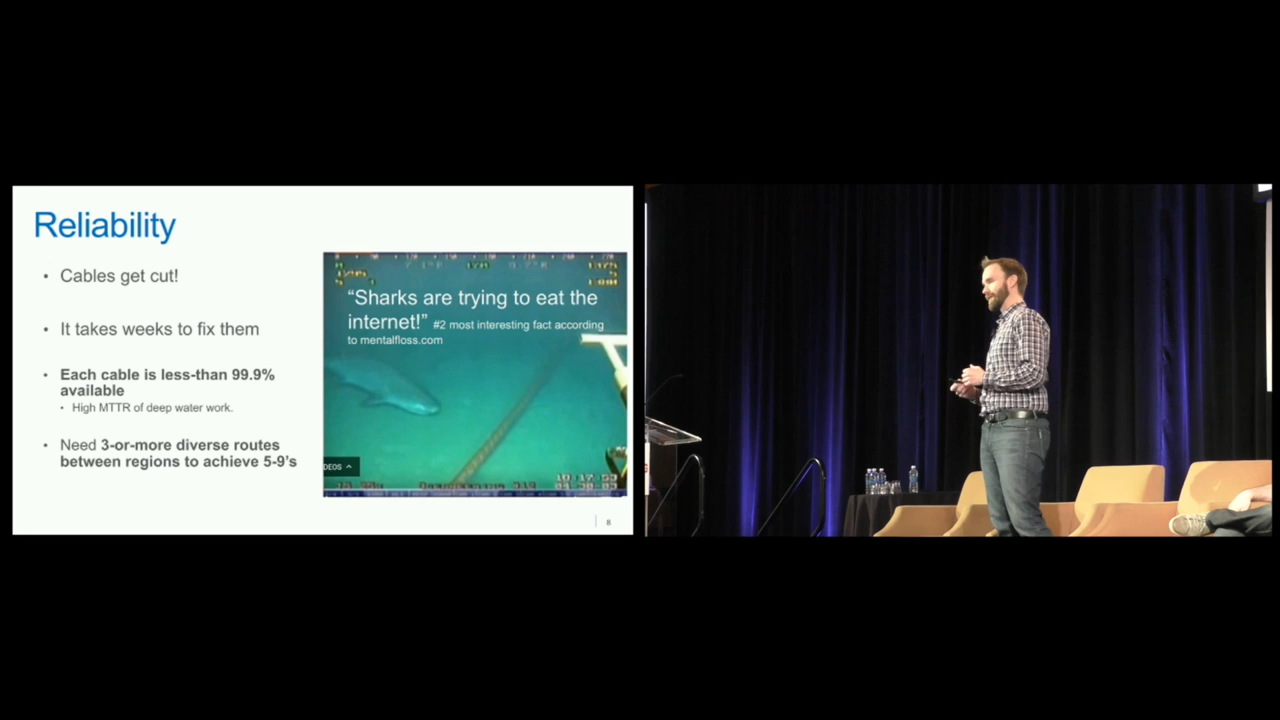 Reliability
• Cables get cut!
• It takes weeks to fix them
• Each cable is less-than 99.9%
available
• High MTTR of deep water work.
• Need 3-or-more diverse routes
between regions to achieve 5-9's
“Sharks are trying to eat the
internet!” #2 most interesting fact according
to mentalfloss.com
DEOS
8